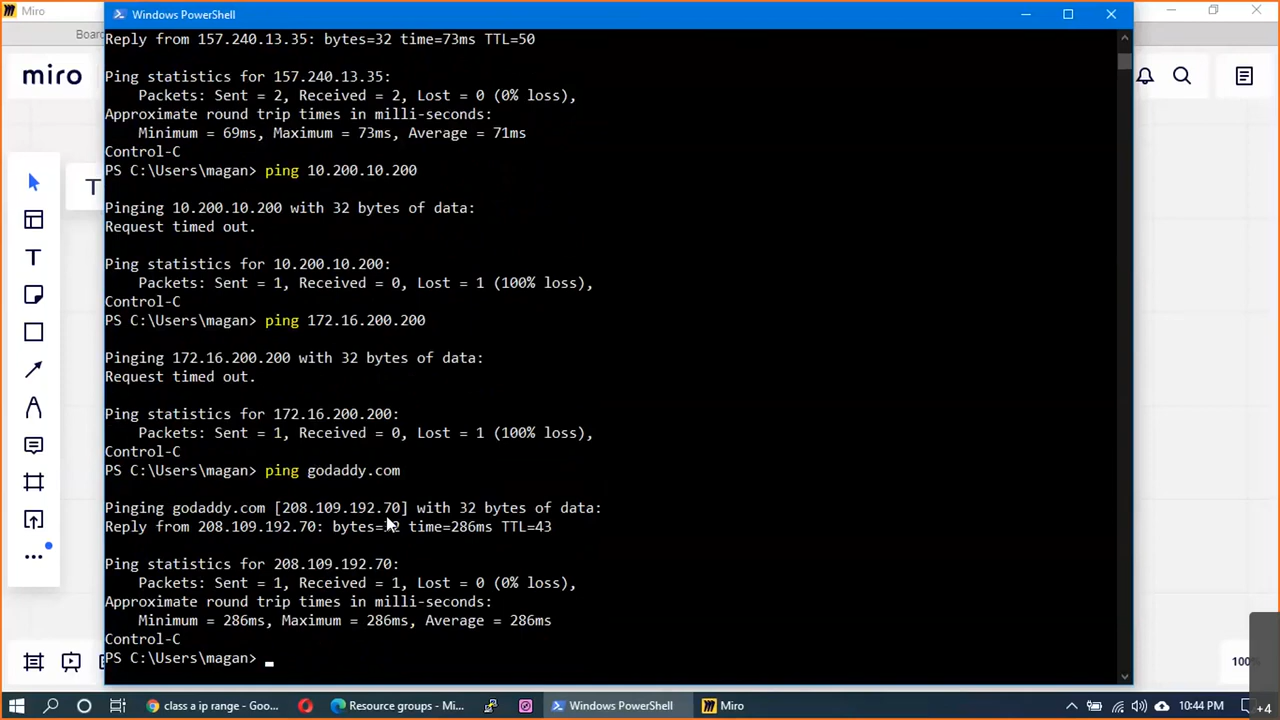 Miro
Windows PowerShell
Board
miro
T
Reply from 157.240.13.35: bytes=32 time=73ms TTL=50
Ping statistics for 157.240.13.35:
Packets: Sent = 2, Received = 2, Lost = 0 (0% loss),
Approximate round trip times in milli-seconds:
Minimum = 69ms, Maximum = 73ms, Average = 71ms
Control-C
PS C:\Users\magan> ping 10.200.10.200
Pinging 10.200.10.200 with 32 bytes of data:
Request timed out.
Ping statistics for 10.200.10.200:
Packets: Sent = 1, Received = 0, Lost = 1 (100% loss),
Control-C
PS C:\Users\magan> ping 172.16.200.200
Pinging 172.16.200.200 with 32 bytes of data:
Request timed out.
Ping statistics for 172.16.200.200:
Packets: Sent = 1, Received = 0, Lost = 1 (100% loss),
Control-C
PS C:\Users\magan> ping godaddy.com
Pinging godaddy.com [208.109.192.70] with 32 bytes of data:
Reply from 208.109.192.70: bytes=32 time=286ms TTL=43
Ping statistics for 208.109.192.70:
Packets: Sent = 1, Received = 1, Lost = 0 (0% loss),
Approximate round trip times in milli-seconds:
Minimum = 286ms, Maximum = 286ms, Average = 286ms
Control-C
PS C:\Users\magan>
100%
class a ip range - Goo...
Resource groups - Mi...
Windows PowerShell
Miro
10:44 PM
+4